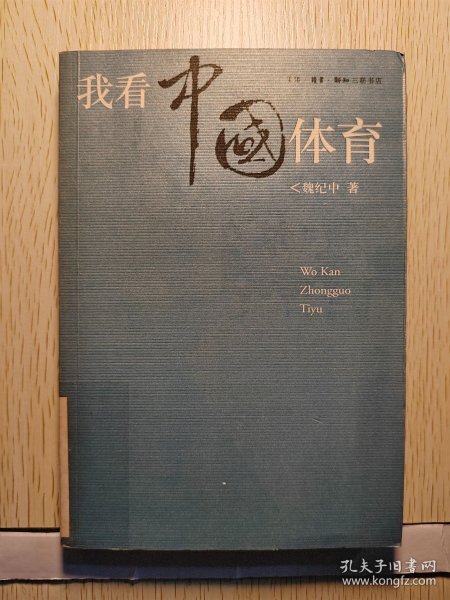 生活·讀書·新知三联书店
我看中國体育
<魏纪中 著
Wo Kan
Zhongguo
Tiyu
孔夫子旧书网
www.kongfz.com